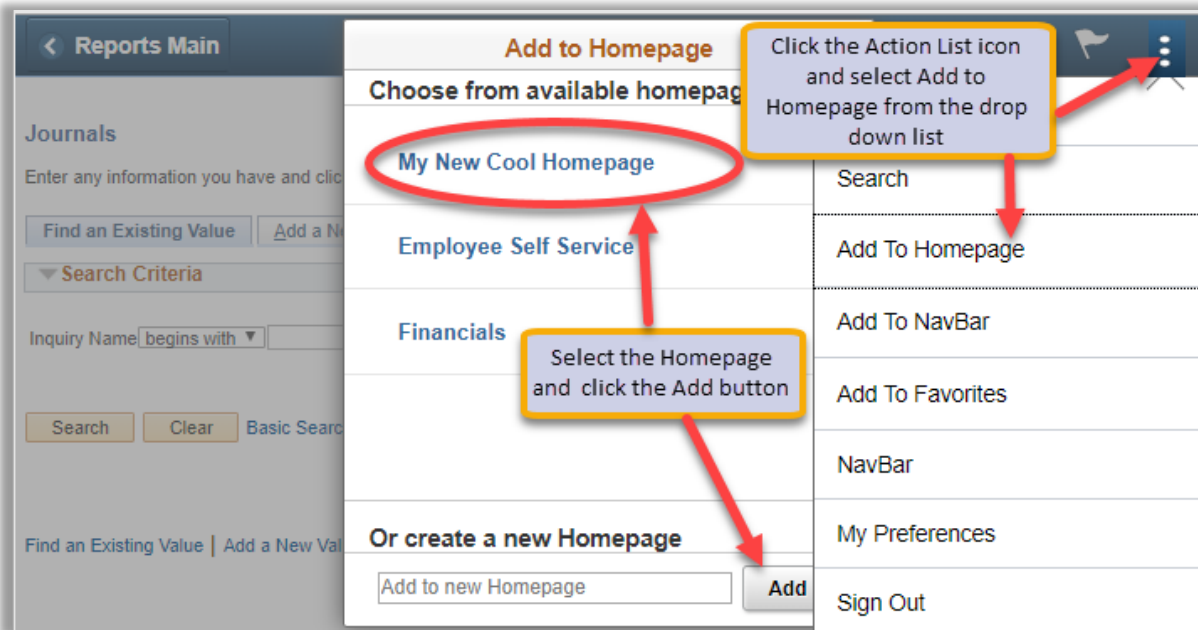 Reports Main
Add to Homepage
Click the Action List icon
and select Add to
Homepage from the drop
down list
Choose from available homepag
Journals
Enter any information you have and clic
Find an Existing Value
Add a N
Search Criteria
Inquiry Name
begins with
Search
Clear
Basic Searc
Find an Existing Value | Add a New Val
My New Cool Homepage
Employee Self Service
Financials
Select the Homepage
and click the Add button
Or create a new Homepage
Add to new Homepage
Add
Search
Add To Homepage
Add To NavBar
Add To Favorites
NavBar
My Preferences
Sign Out